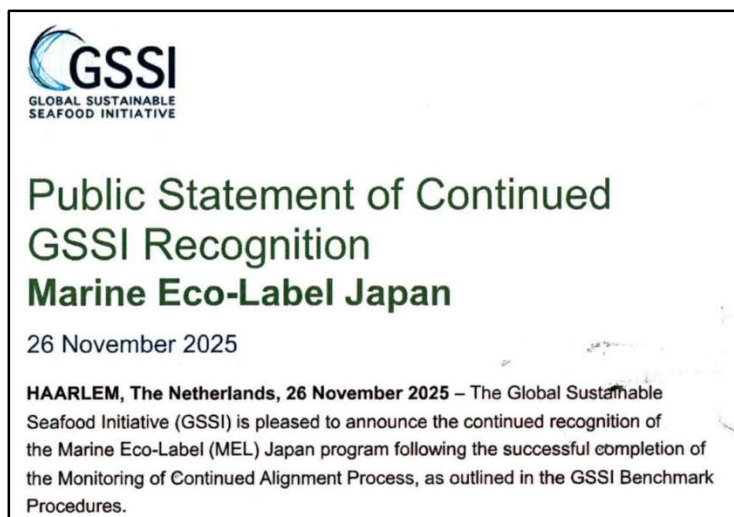 GSSI
GLOBAL SUSTAINABLE
SEAFOOD INITIATIVE
Public Statement of Continued
GSSI Recognition
Marine Eco-Label Japan
26 November 2025
HAARLEM, The Netherlands, 26 November 2025 – The Global Sustainable
Seafood Initiative (GSSI) is pleased to announce the continued recognition of
the Marine Eco-Label (MEL) Japan program following the successful completion of
the Monitoring of Continued Alignment Process, as outlined in the GSSI Benchmark
Procedures.